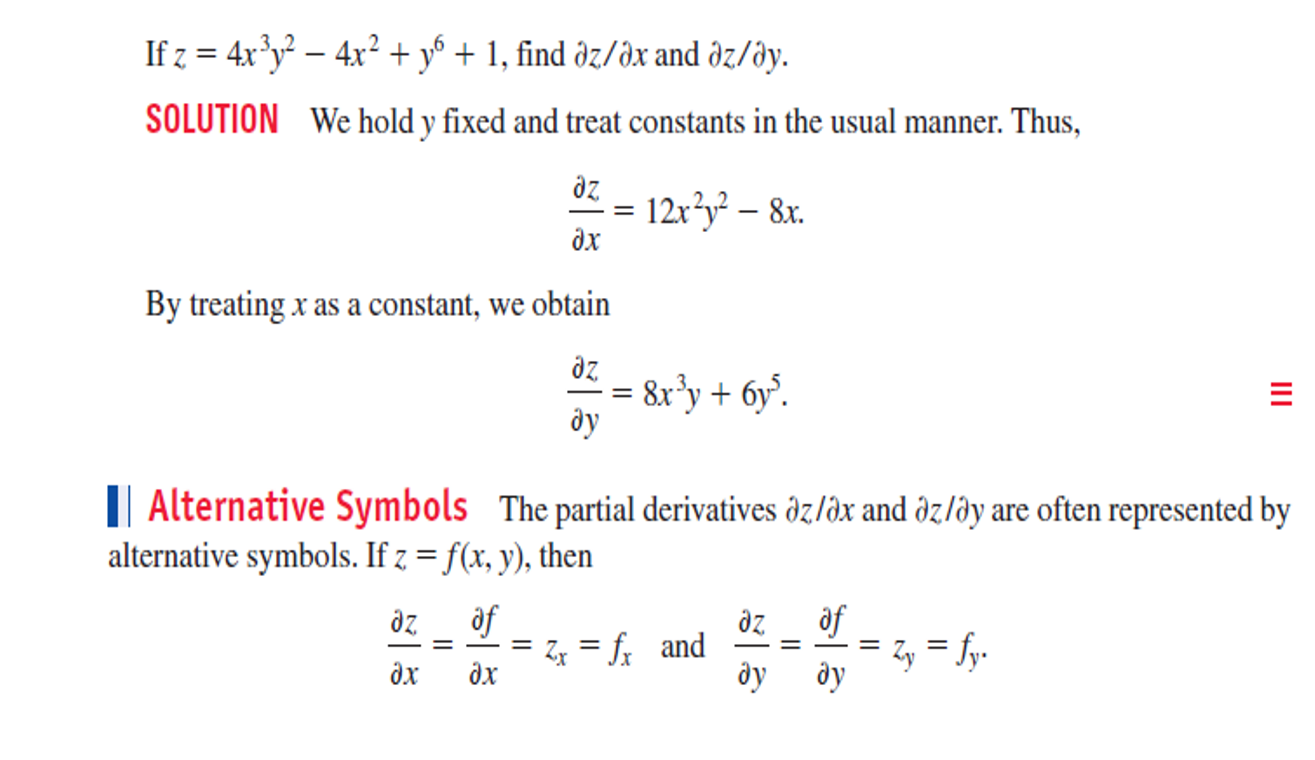 If z = 4x³y² – 4x² + y⁶ + 1, find ∂z/∂x and ∂z/∂y.
SOLUTION We hold y fixed and treat constants in the usual manner. Thus,
∂z/∂x = 12x²y² – 8x.
By treating x as a constant, we obtain
∂z/∂y = 8x³y + 6y⁵.
Alternative Symbols The partial derivatives ∂z/∂x and ∂z/∂y are often represented by
alternative symbols. If z = f(x, y), then
∂z/∂x = ∂f/∂x = zₓ = fₓ and ∂z/∂y = ∂f/∂y = z_y = f_y.